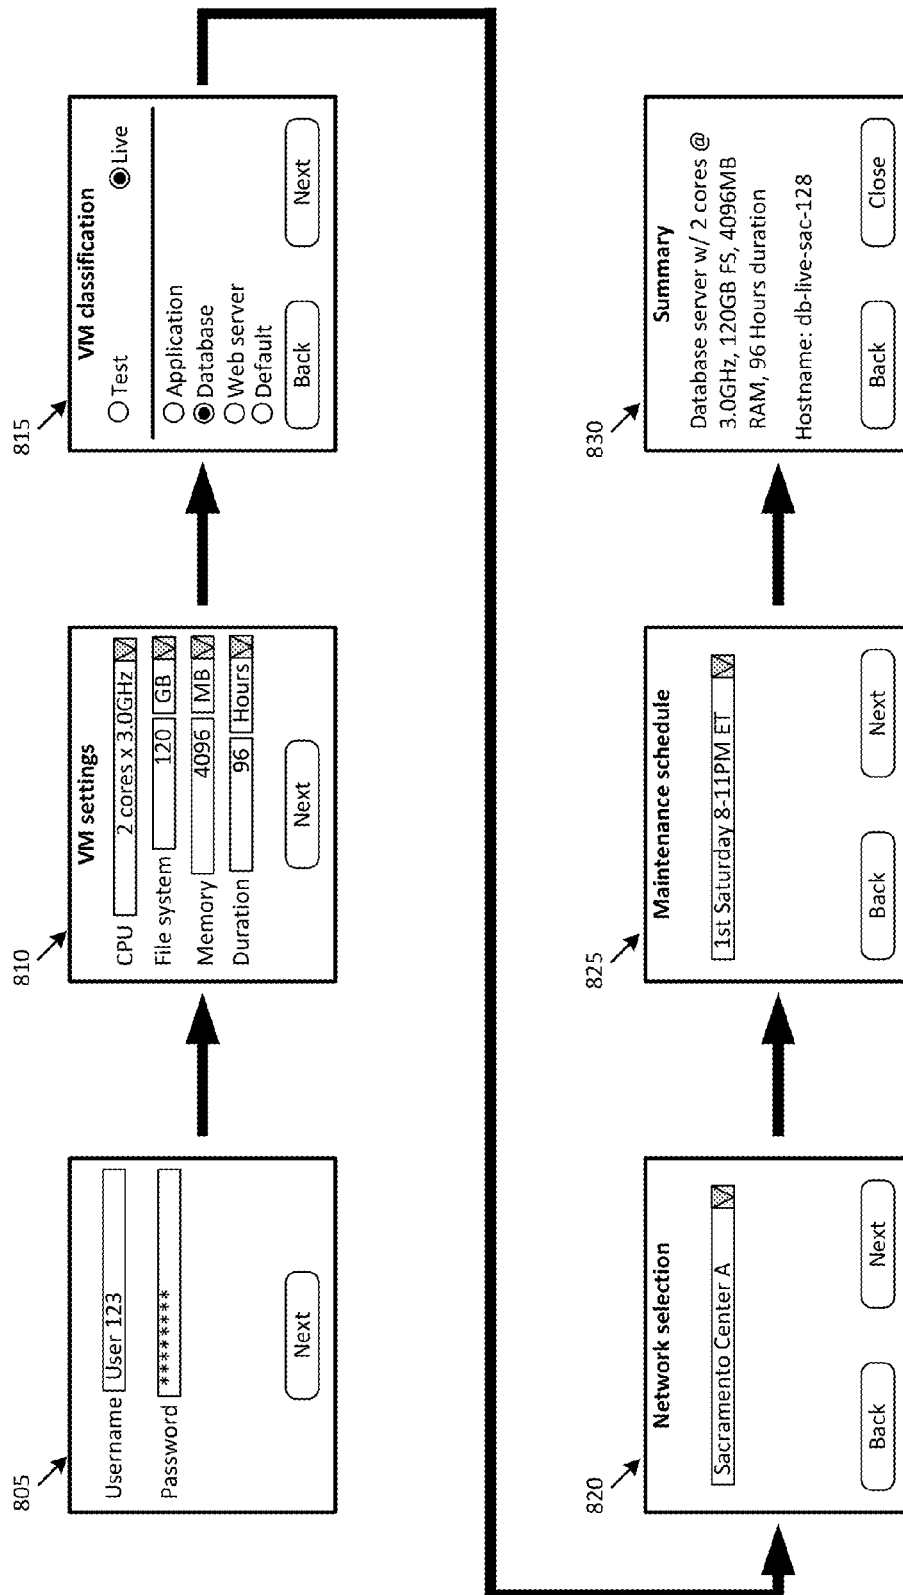 805
Username User 123
Password *********
Next
810
VM settings
CPU 2 cores x 3.0GHz
File system 120 GB
Memory 4096 MB
Duration 96 Hours
Next
815
VM classification
Test Live
Application
Database
Web server
Default
Back Next
820
Network selection
Sacramento Center A
Back Next
825
Maintenance schedule
1st Saturday 8-11PM ET
Back Next
830
Summary
Database server w/ 2 cores @
3.0GHz, 120GB FS, 4096MB
RAM, 96 Hours duration
Hostname: db-live-sac-128
Back Close